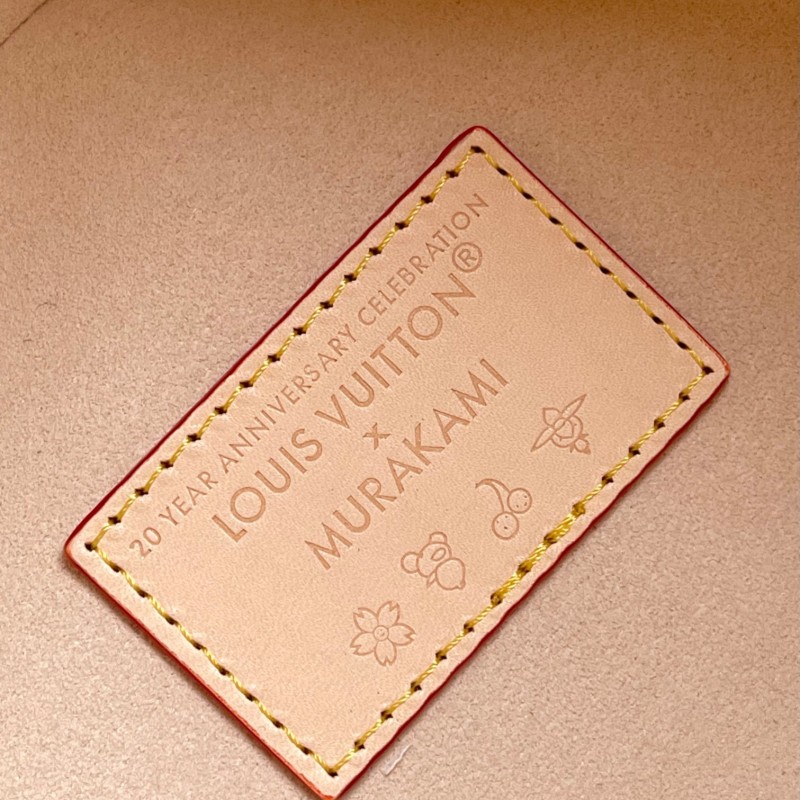 20 YEAR ANNIVERSARY CELEBRATION
LOUIS VUITTON®
x
MURAKAMI